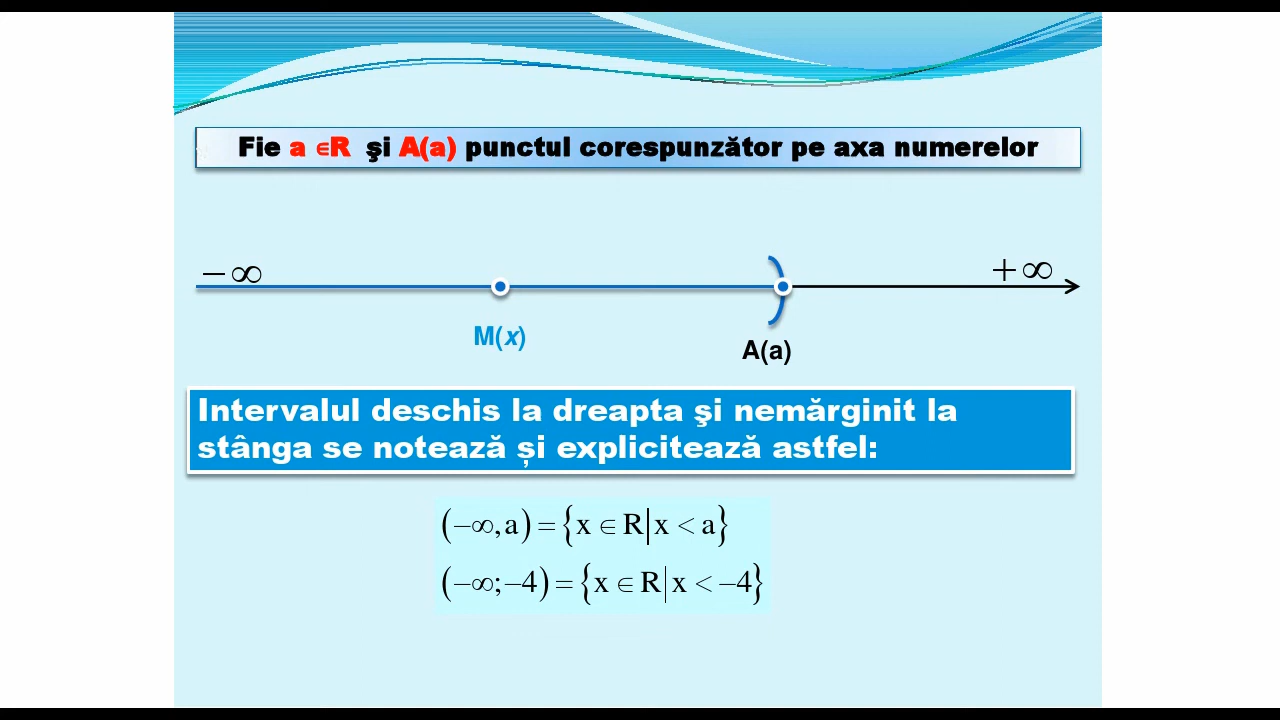 Fie a ∈R şi A(a) punctul corespunzător pe axa numerelor
−∞ +∞
M(x)
A(a)
Intervalul deschis la dreapta şi nemărginit la
stânga se notează și explicitează astfel:
(−∞,a)={x∈R|x<a}
(−∞;−4)={x∈R|x<−4}